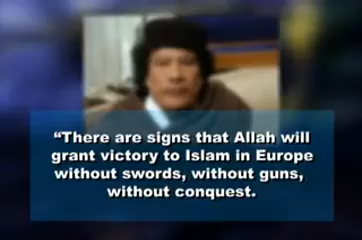 “There are signs that Allah will
grant victory to Islam in Europe
without swords, without guns,
without conquest.